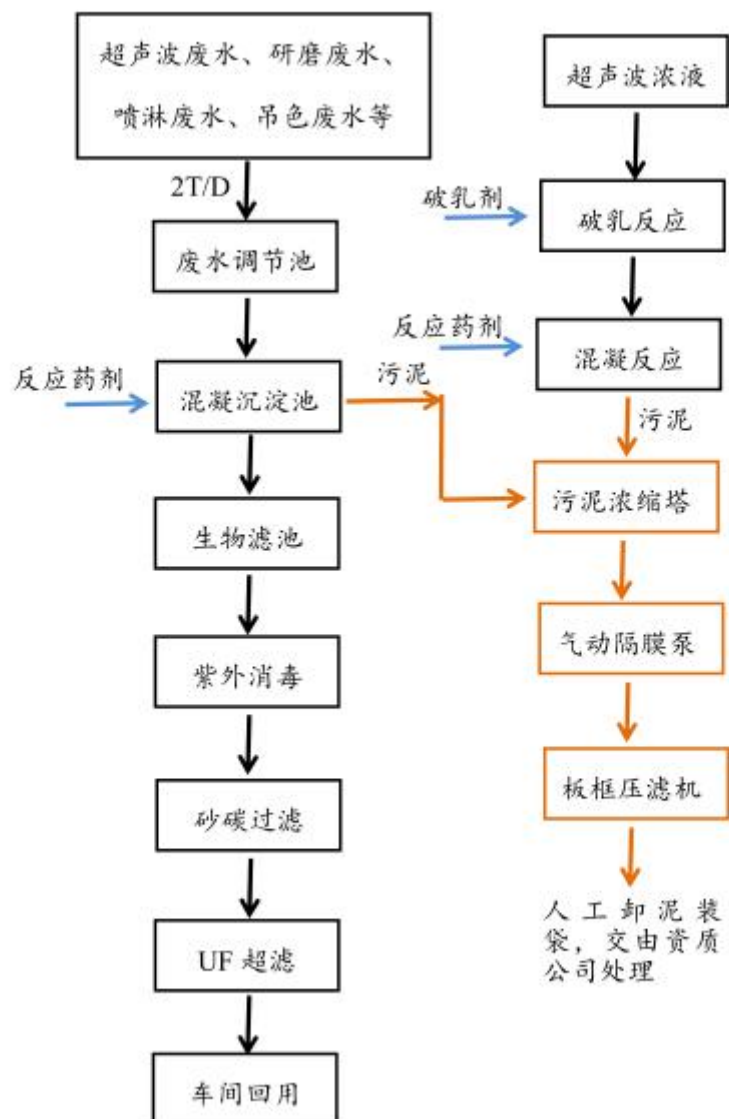 超声波废水、研磨废水、
喷淋废水、吊色废水等
2T/D
废水调节池
反应药剂
混凝沉淀池
污泥
生物滤池
紫外消毒
砂碳过滤
UF 超滤
车间回用
超声波浓液
破乳剂
破乳反应
反应药剂
混凝反应
污泥
污泥浓缩塔
气动隔膜泵
板框压滤机
人工卸泥装
袋，交由资质
公司处理